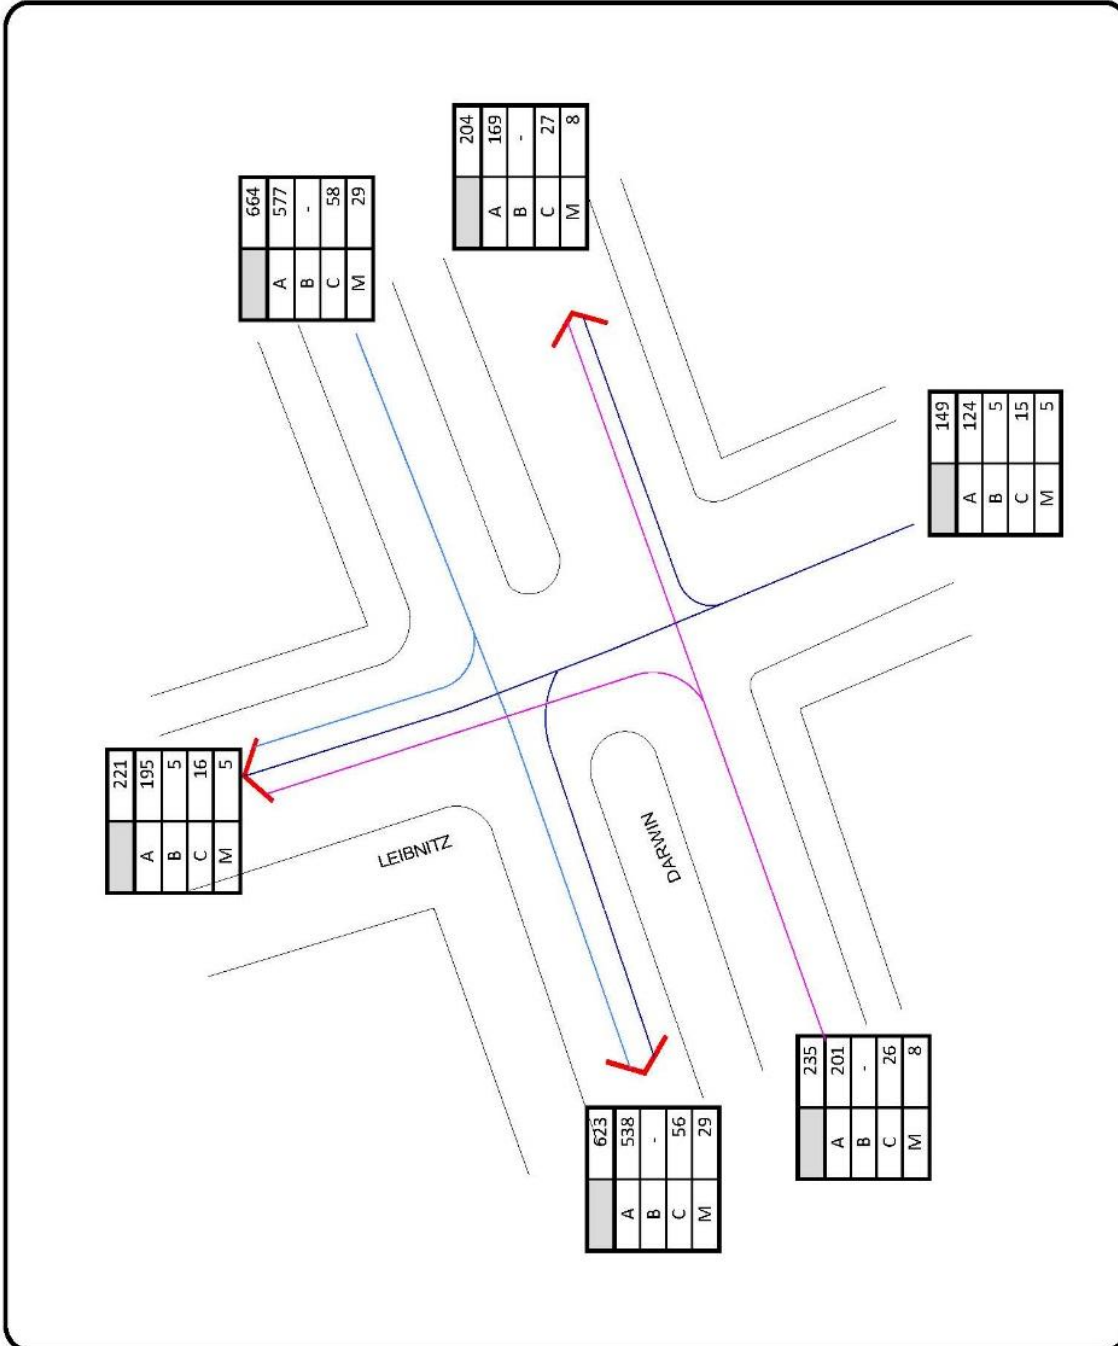 204
A 169
B -
C 27
M 8
664
A 577
B -
C 58
M 29
149
A 124
B 5
C 15
M 5
221
A 195
B 5
C 16
M 5
LEIBNITZ
DARWIN
235
A 201
B -
C 26
M 8
623
A 538
B -
C 56
M 29